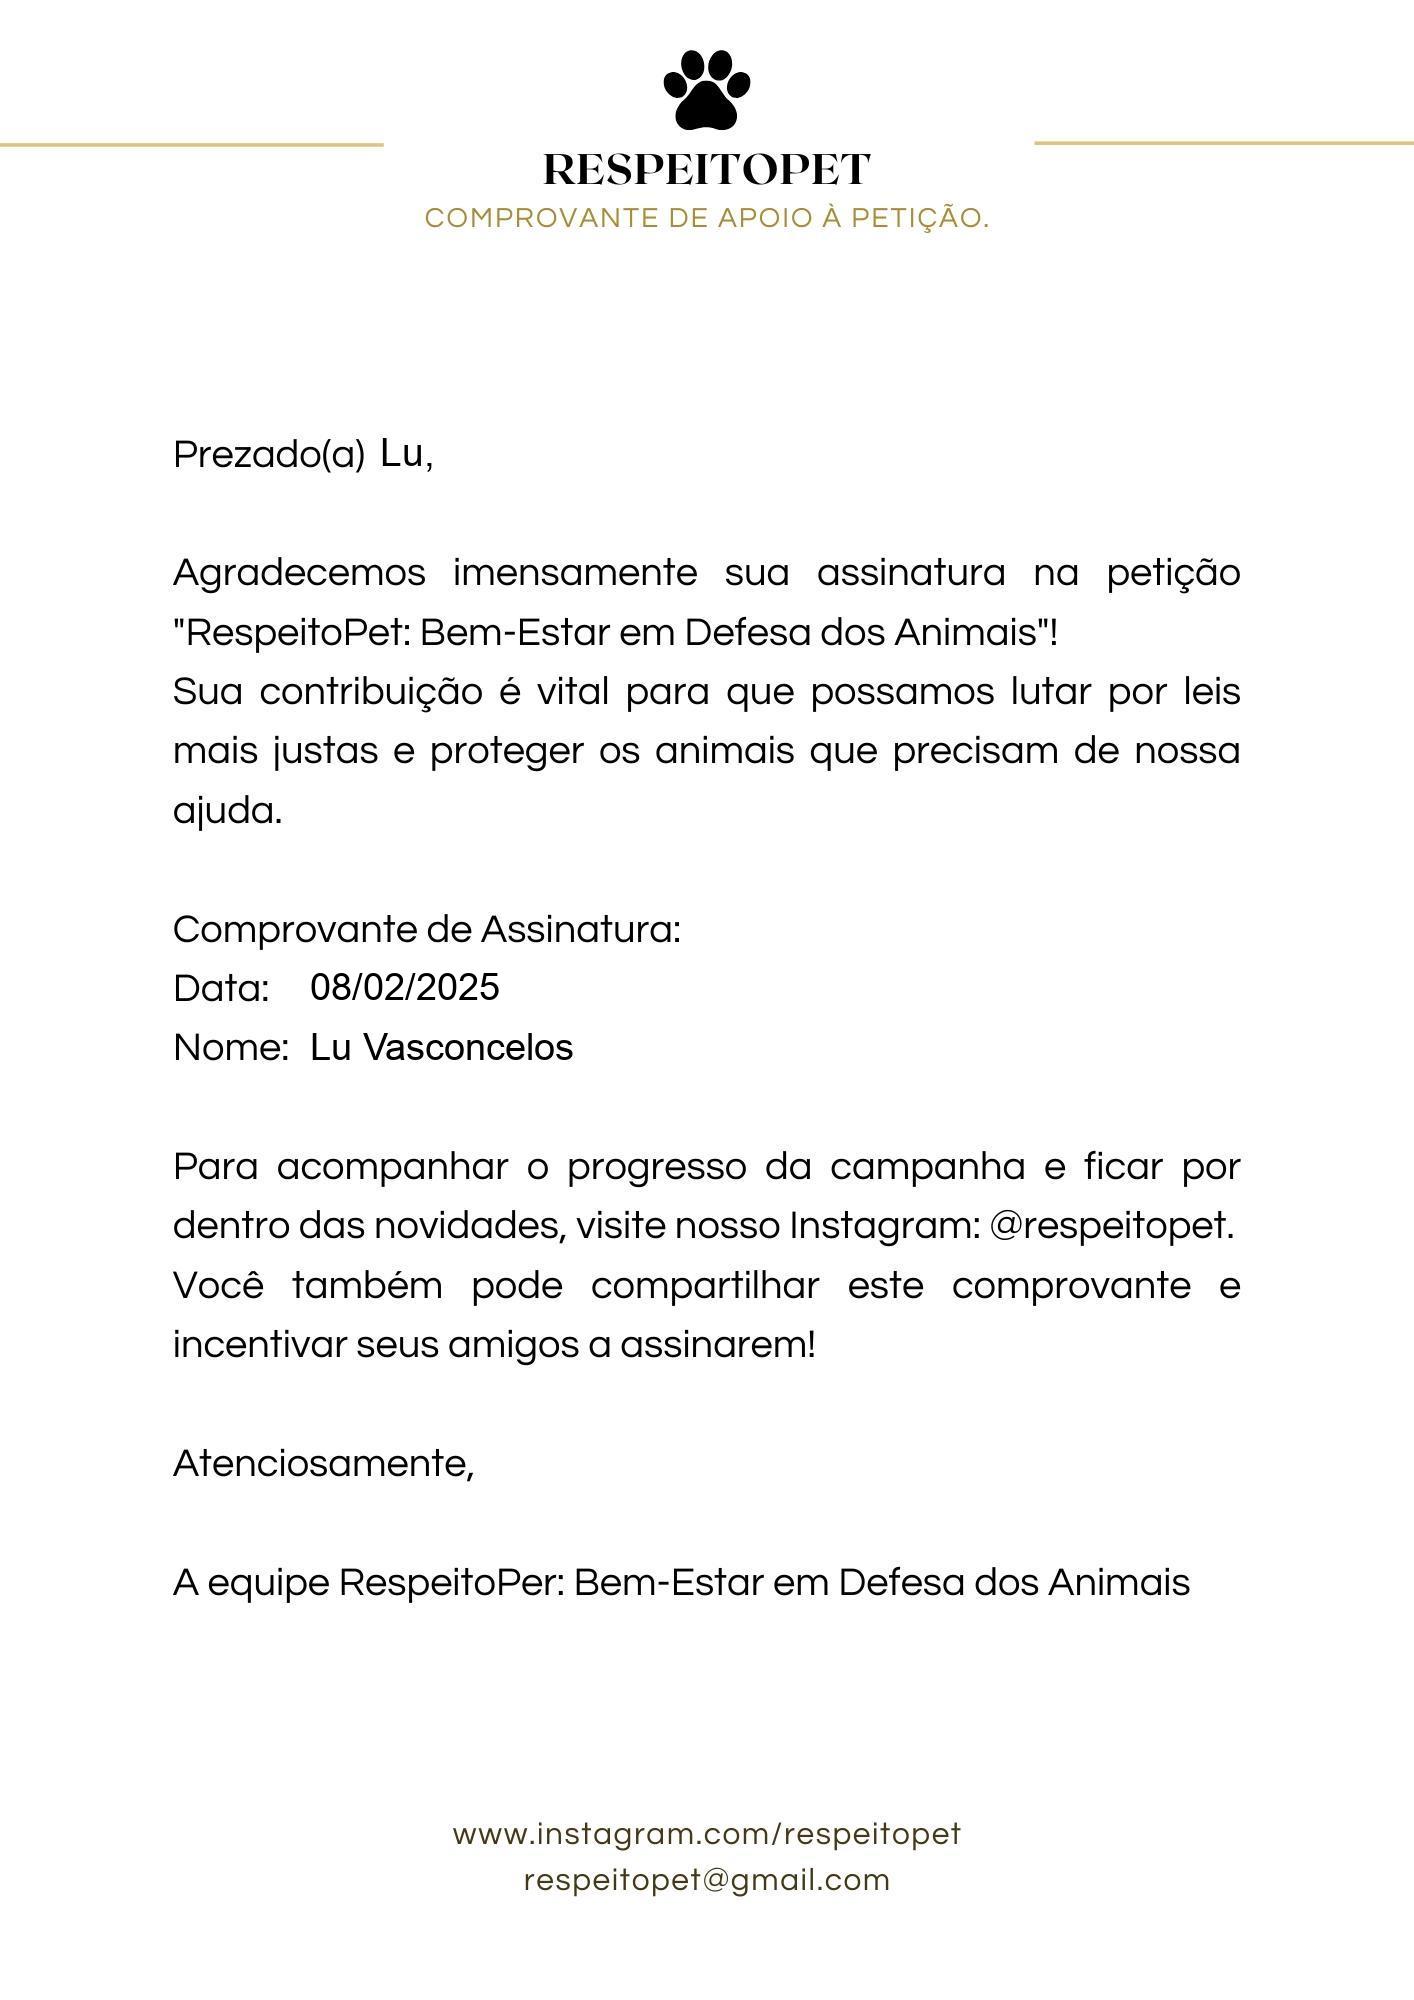 RESPEITOPET
COMPROVANTE DE APOIO À PETIÇÃO.
Prezado(a) Lu,
Agradecemos imensamente sua assinatura na petição
"RespeitoPet: Bem-Estar em Defesa dos Animais"!
Sua contribuição é vital para que possamos lutar por leis
mais justas e proteger os animais que precisam de nossa
ajuda.
Comprovante de Assinatura:
Data: 08/02/2025
Nome: Lu Vasconcelos
Para acompanhar o progresso da campanha e ficar por
dentro das novidades, visite nosso Instagram: @respeitopet.
Você também pode compartilhar este comprovante e
incentivar seus amigos a assinarem!
Atenciosamente,
A equipe RespeitoPer: Bem-Estar em Defesa dos Animais
www.instagram.com/respeitopet
respeitopet@gmail.com